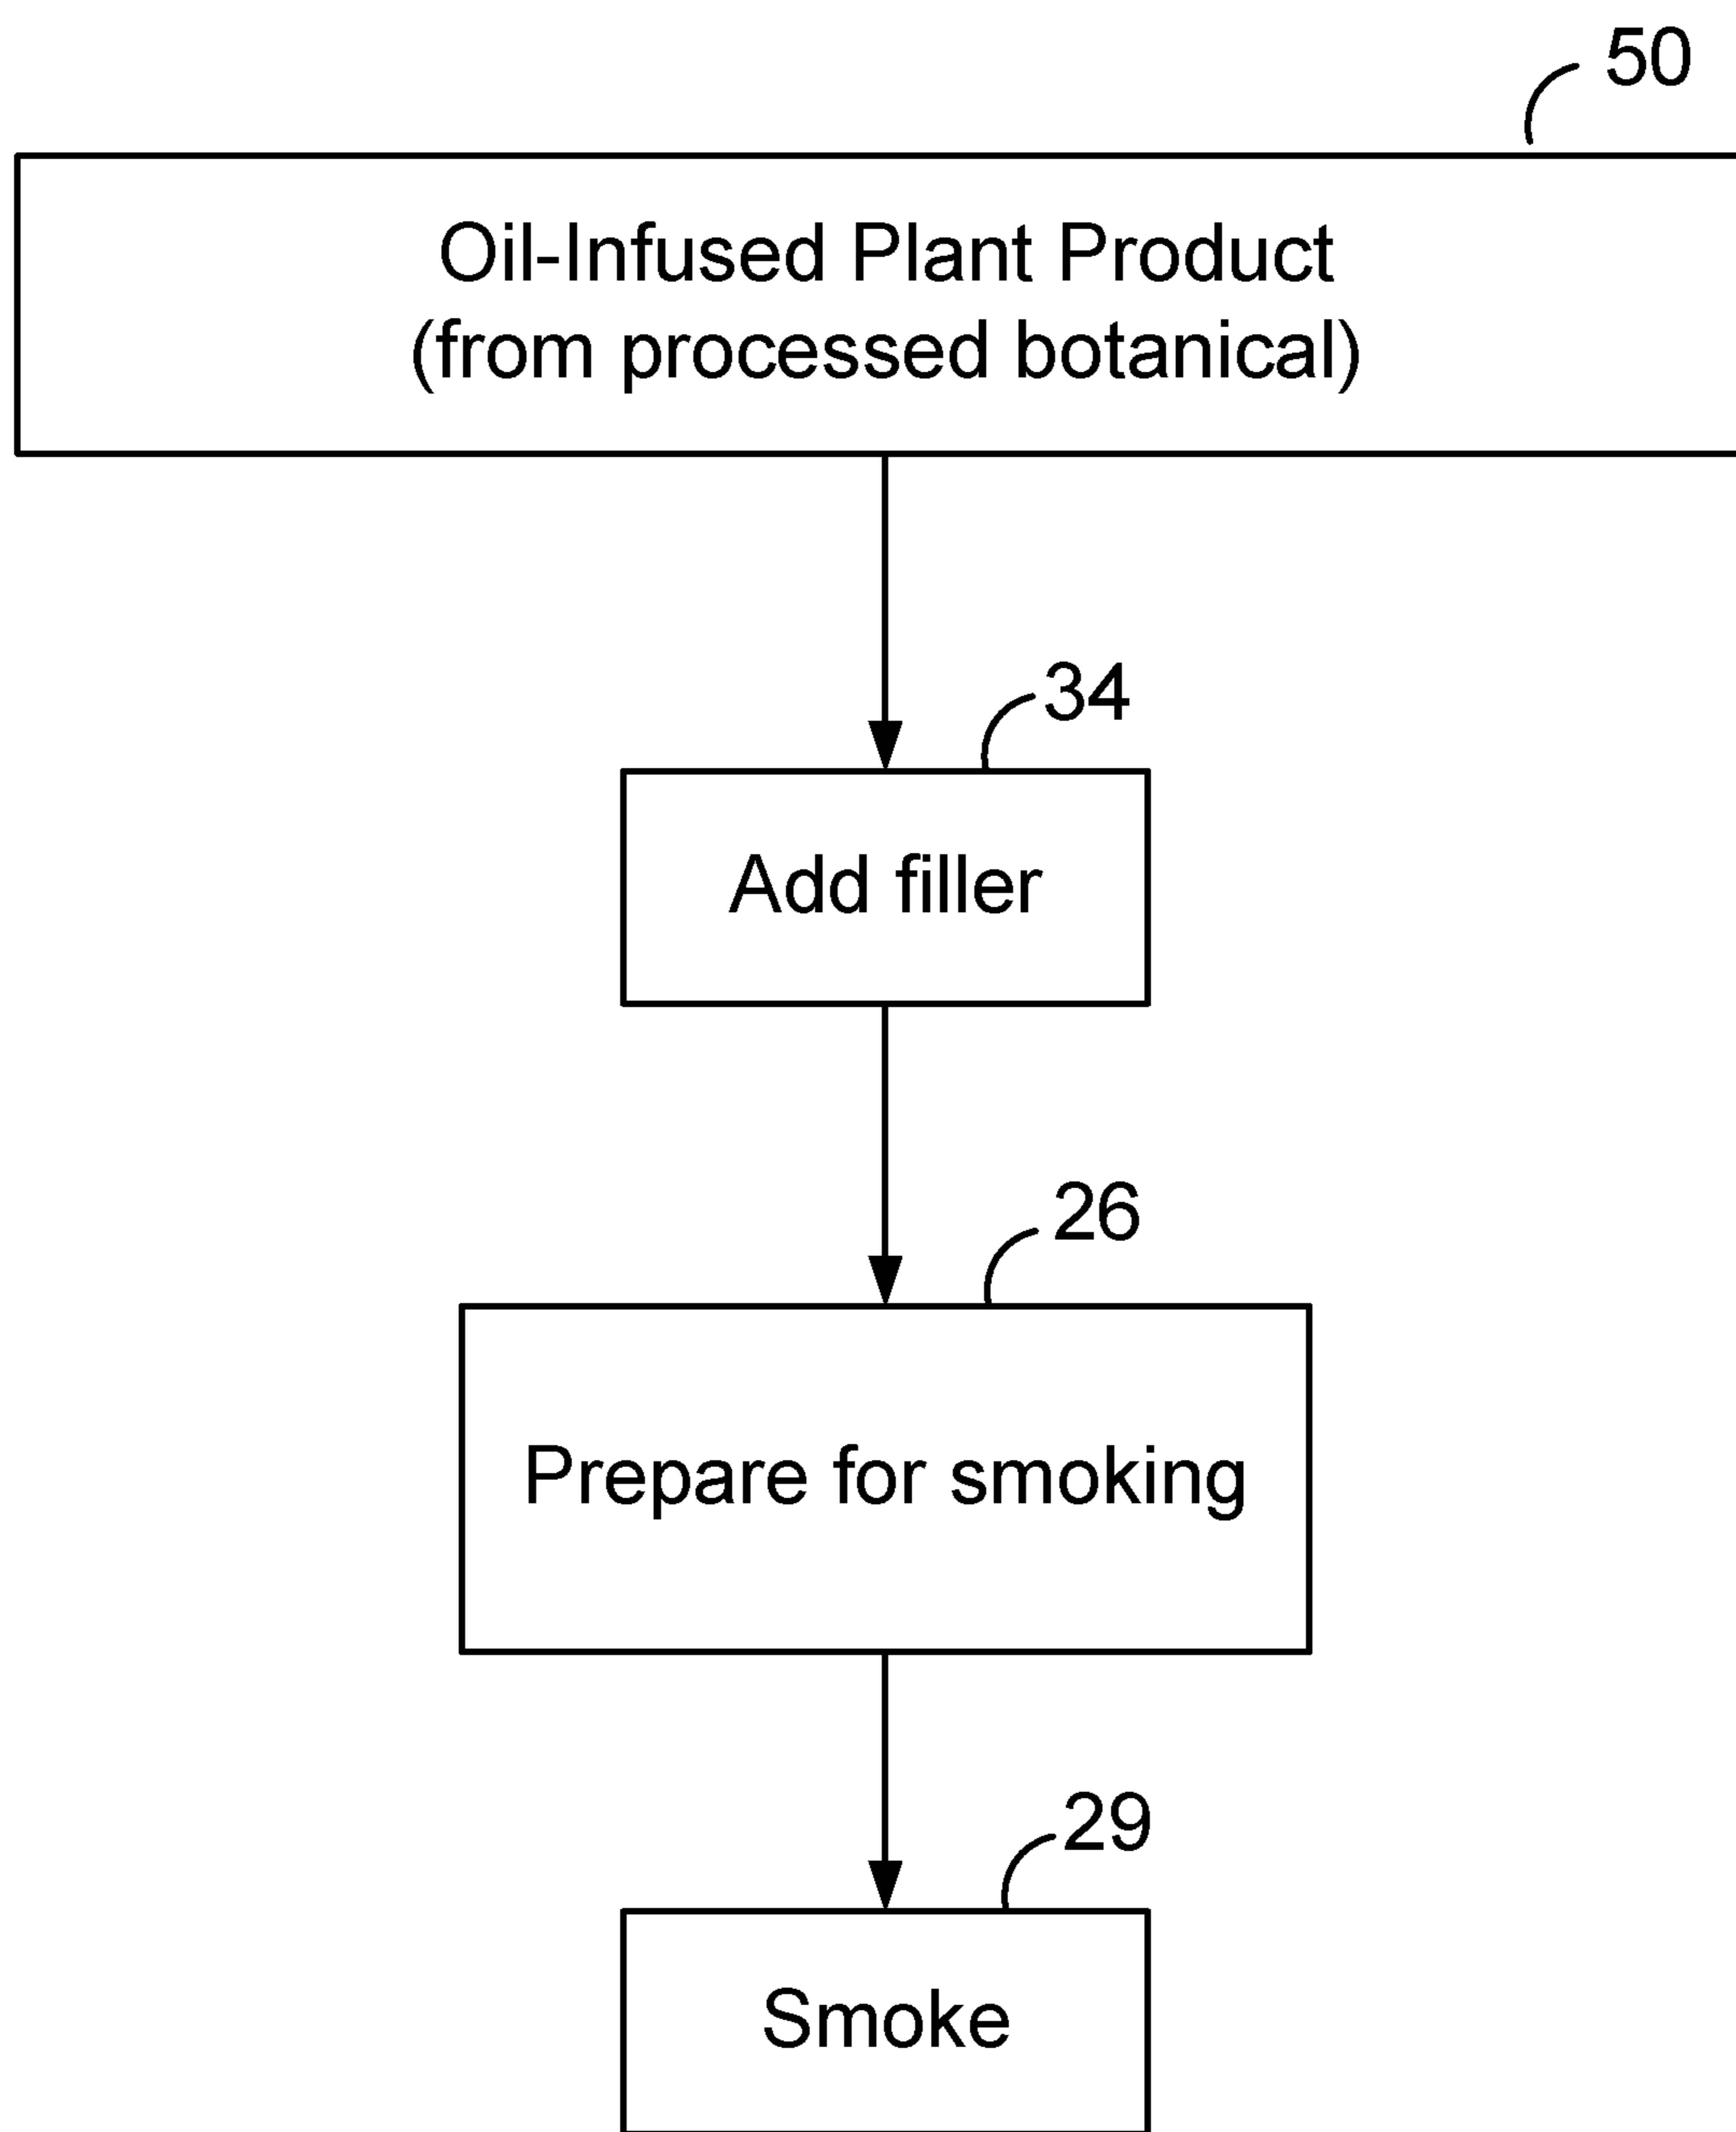 50
Oil-Infused Plant Product
(from processed botanical)
34
Add filler
26
Prepare for smoking
29
Smoke